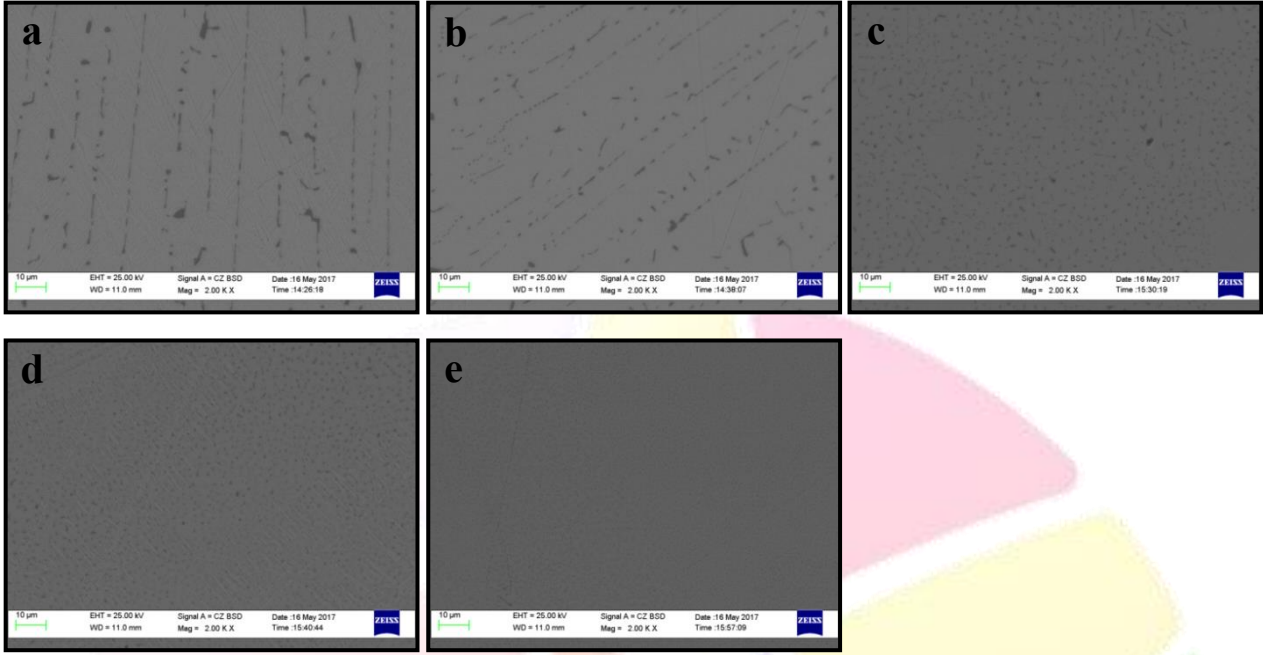 a
10 µm
EHT = 25.00 kV
WD = 11.0 mm
Signal A = CZ BSD
Mag = 2.00 K X
Date :16 May 2017
Time :14:26:18
ZEISS
b
10 µm
EHT = 25.00 kV
WD = 11.0 mm
Signal A = CZ BSD
Mag = 2.00 K X
Date :16 May 2017
Time :14:38:07
ZEISS
c
10 µm
EHT = 25.00 kV
WD = 11.0 mm
Signal A = CZ BSD
Mag = 2.00 K X
Date :16 May 2017
Time :15:30:19
ZEISS
d
10 µm
EHT = 25.00 kV
WD = 11.0 mm
Signal A = CZ BSD
Mag = 2.00 K X
Date :16 May 2017
Time :15:40:44
ZEISS
e
10 µm
EHT = 25.00 kV
WD = 11.0 mm
Signal A = CZ BSD
Mag = 2.00 K X
Date :16 May 2017
Time :15:57:09
ZEISS